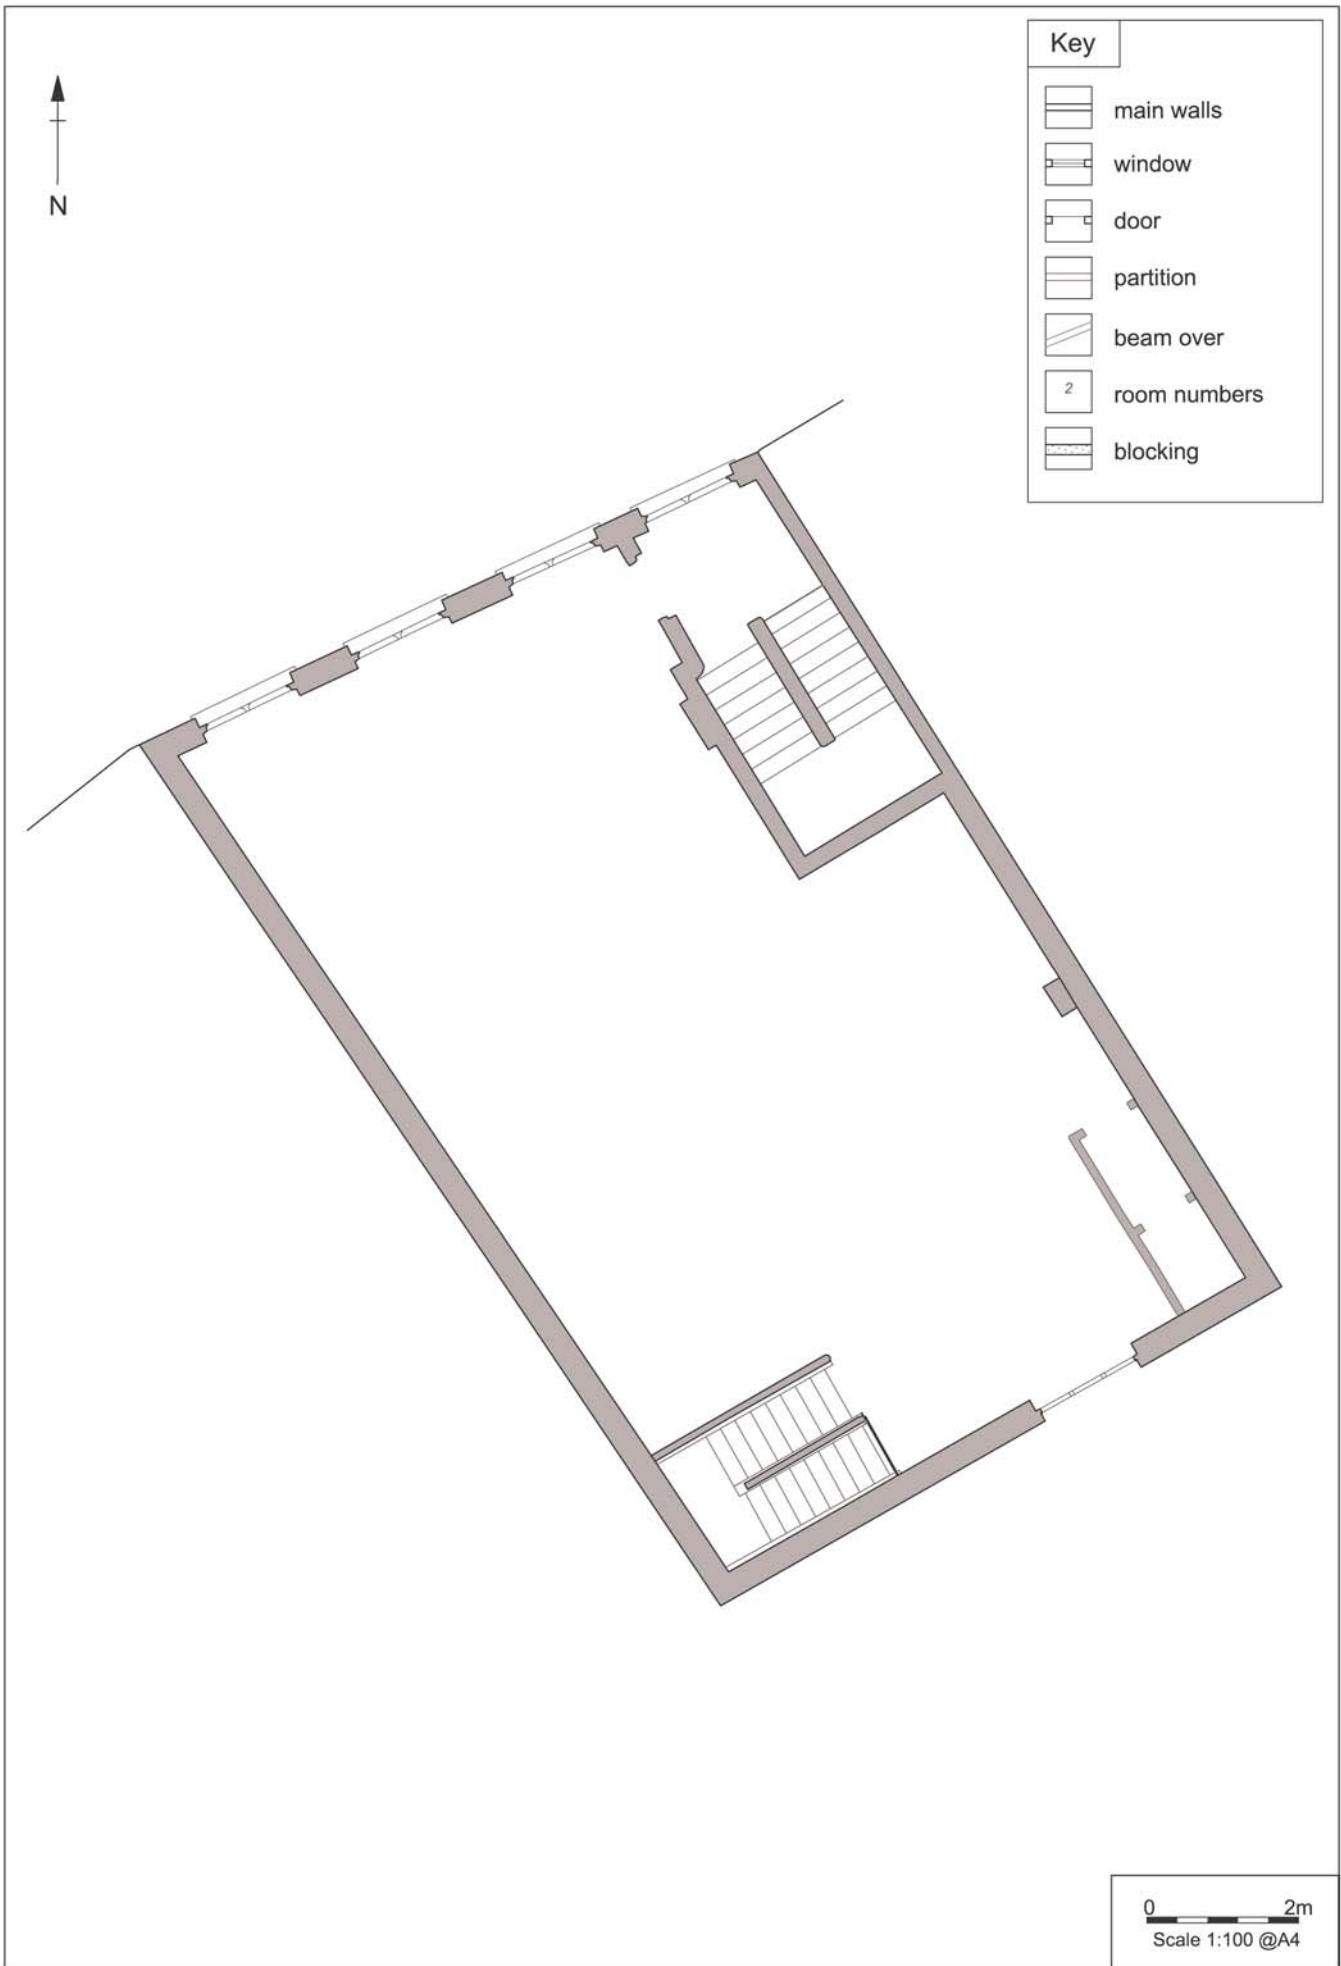 N
Key
main walls
window
door
partition
beam over
2
room numbers
blocking
0 2m
Scale 1:100 @A4